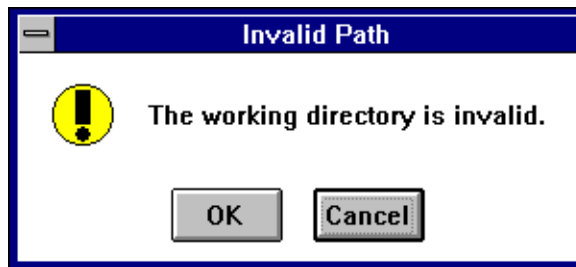 Invalid Path
The working directory is invalid.
OK Cancel